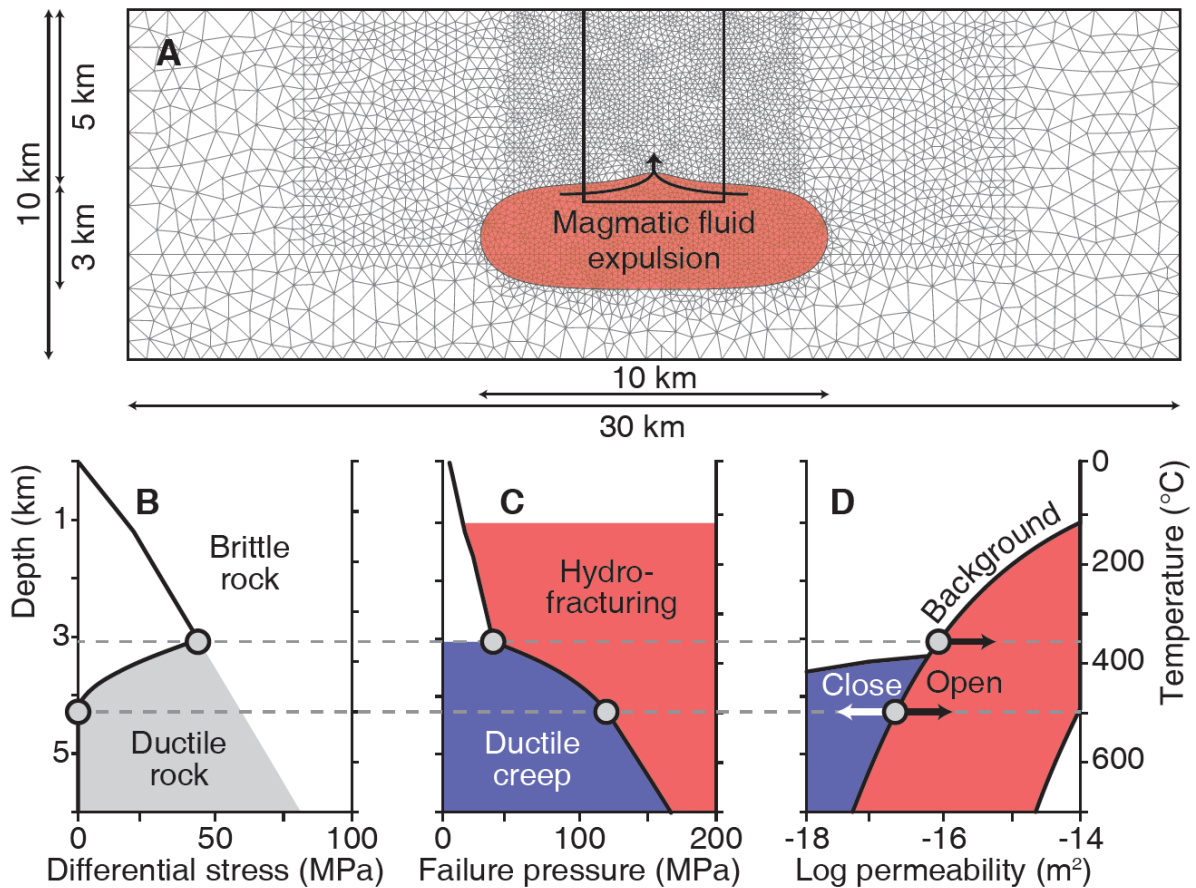 A
10 km
5 km
3 km
Magmatic fluid
expulsion
10 km
30 km
B
Depth (km)
1
3
5
Brittle
rock
Ductile
rock
0
50
100
Differential stress (MPa)
C
Hydro-
fracturing
Ductile
creep
0
100
200
Failure pressure (MPa)
D
Background
Close
Open
-18
-16
-14
Log permeability (m²)
0
200
400
600
Temperature (°C)